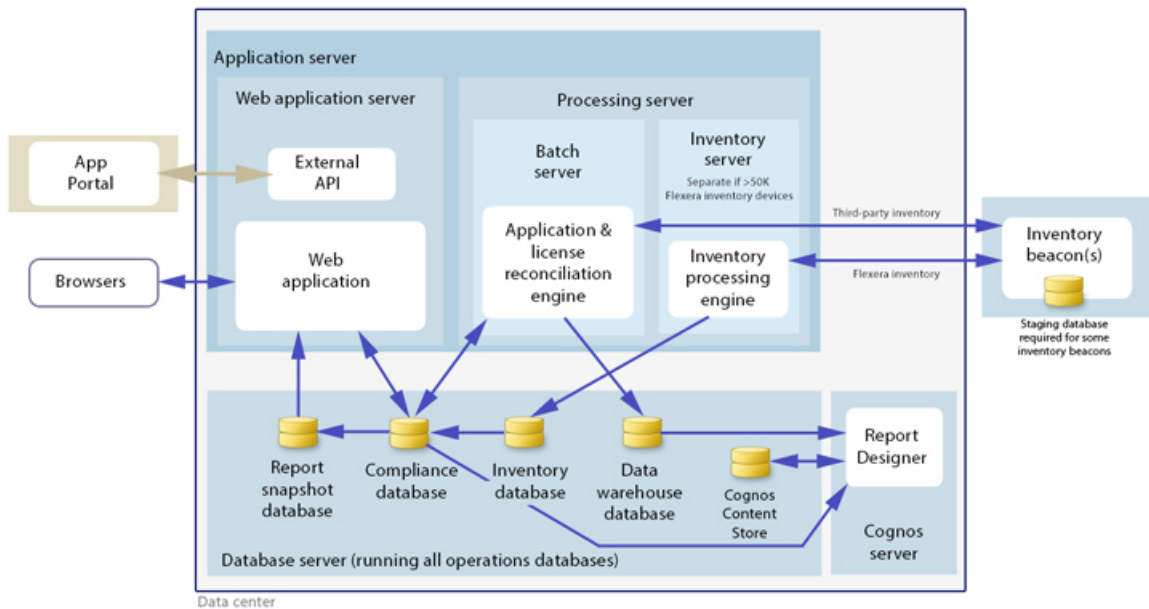 Application server
Web application server
Processing server
App
Portal
External
API
Batch
server
Inventory
server
Separate if >50K
Flexera inventory devices
Third-party inventory
Browsers
Web
application
Application &
license
reconciliation
engine
Inventory
processing
engine
Flexera inventory
Inventory
beacon(s)
Staging database
required for some
inventory beacons
Report
snapshot
database
Compliance
database
Inventory
database
Data
warehouse
database
Cognos
Content
Store
Report
Designer
Cognos
server
Database server (running all operations databases)
Data center